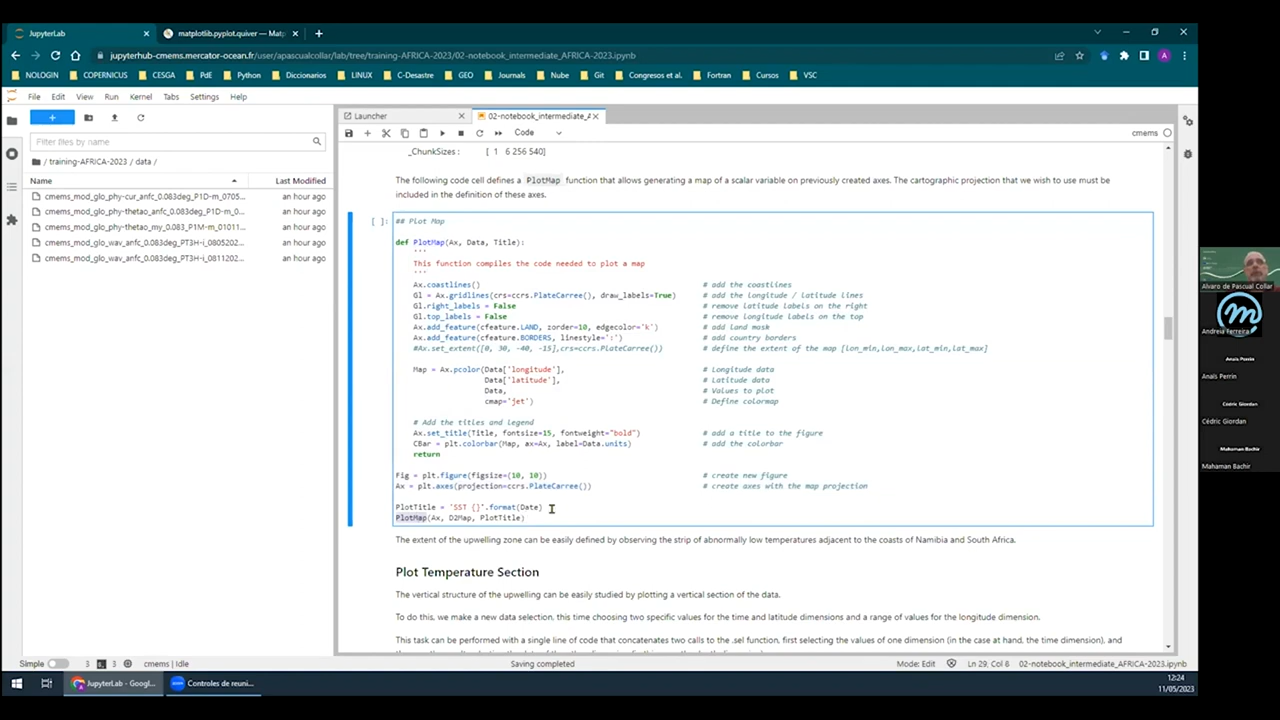 JupyterLab
matplotlib.pyplot.quiver — Mat
jupyterhub-cmems.mercator-ocean.fr/user/apascualcollar/lab/tree/training-AFRICA-2023/02-notebook_intermediate_AFRICA-2023.ipynb
NOLOGIN COPERNICUS CESGA PdE Python Diccionarios LINUX C-Desastre GEO Journals Nube Git Congresos et al. Fortran Cursos VSC
File Edit View Run Kernel Tabs Settings Help
Launcher
02-notebook_intermediate_A
Code
cmems
Filter files by name
/ training-AFRICA-2023 / data /
Name Last Modified
cmems_mod_glo_phy-cur_anfc_0.083deg_P1D-m_0705... an hour ago
cmems_mod_glo_phy-thetao_anfc_0.083deg_P1D-m_0... an hour ago
cmems_mod_glo_phy-thetao_my_0.083_P1M-m_01011... an hour ago
cmems_mod_glo_wav_anfc_0.083deg_PT3H-i_0805202... an hour ago
cmems_mod_glo_wav_anfc_0.083deg_PT3H-i_0811202... an hour ago
_ChunkSizes : [ 1 6 256 540]
The following code cell defines a PlotMap function that allows generating a map of a scalar variable on previously created axes. The cartographic projection that we wish to use must be
included in the definition of these axes.
[ ]: ## Plot Map
def PlotMap(Ax, Data, Title):
'''
This function compiles the code needed to plot a map
'''
Ax.coastlines() # add the coastlines
Gl = Ax.gridlines(crs=ccrs.PlateCarree(), draw_labels=True) # add the longitude / latitude lines
Gl.right_labels = False # remove latitude labels on the right
Gl.top_labels = False # remove longitude labels on the top
Ax.add_feature(cfeature.LAND, zorder=10, edgecolor='k') # add land mask
Ax.add_feature(cfeature.BORDERS, linestyle=':') # add country borders
#Ax.set_extent([0, 30, -40, -15],crs=ccrs.PlateCarree()) # define the extent of the map [lon_min,lon_max,lat_min,lat_max]
Map = Ax.pcolor(Data['longitude'], # Longitude data
Data['latitude'], # Latitude data
Data, # Values to plot
cmap='jet') # Define colormap
# Add the titles and legend
Ax.set_title(Title, fontsize=15, fontweight="bold") # add a title to the figure
CBar = plt.colorbar(Map, ax=Ax, label=Data.units) # add the colorbar
return
Fig = plt.figure(figsize=(10, 10)) # create new figure
Ax = plt.axes(projection=ccrs.PlateCarree()) # create axes with the map projection
PlotTitle = 'SST {}'.format(Date)
PlotMap(Ax, D2Map, PlotTitle)
The extent of the upwelling zone can be easily defined by observing the strip of abnormally low temperatures adjacent to the coasts of Namibia and South Africa.
Plot Temperature Section
The vertical structure of the upwelling can be easily studied by plotting a vertical section of the data.
To do this, we make a new data selection, this time choosing two specific values for the time and latitude dimensions and a range of values for the longitude dimension.
This task can be performed with a single line of code that concatenates two calls to the .sel function, first selecting the values of one dimension (in the case at hand, the time dimension), and
Simple 3 3 cmems | Idle Saving completed Mode: Edit Ln 29, Col 8 02-notebook_intermediate_AFRICA-2023.ipynb
JupyterLab - Googl... Controles de reuni...
12:24
11/05/2023
Alvaro de Pascual Collar
Andreia Ferreira
Anaïs Perrin
Anaïs Perrin
Cédric Giordan
Cédric Giordan
Mahaman Bachir
Mahaman Bachir